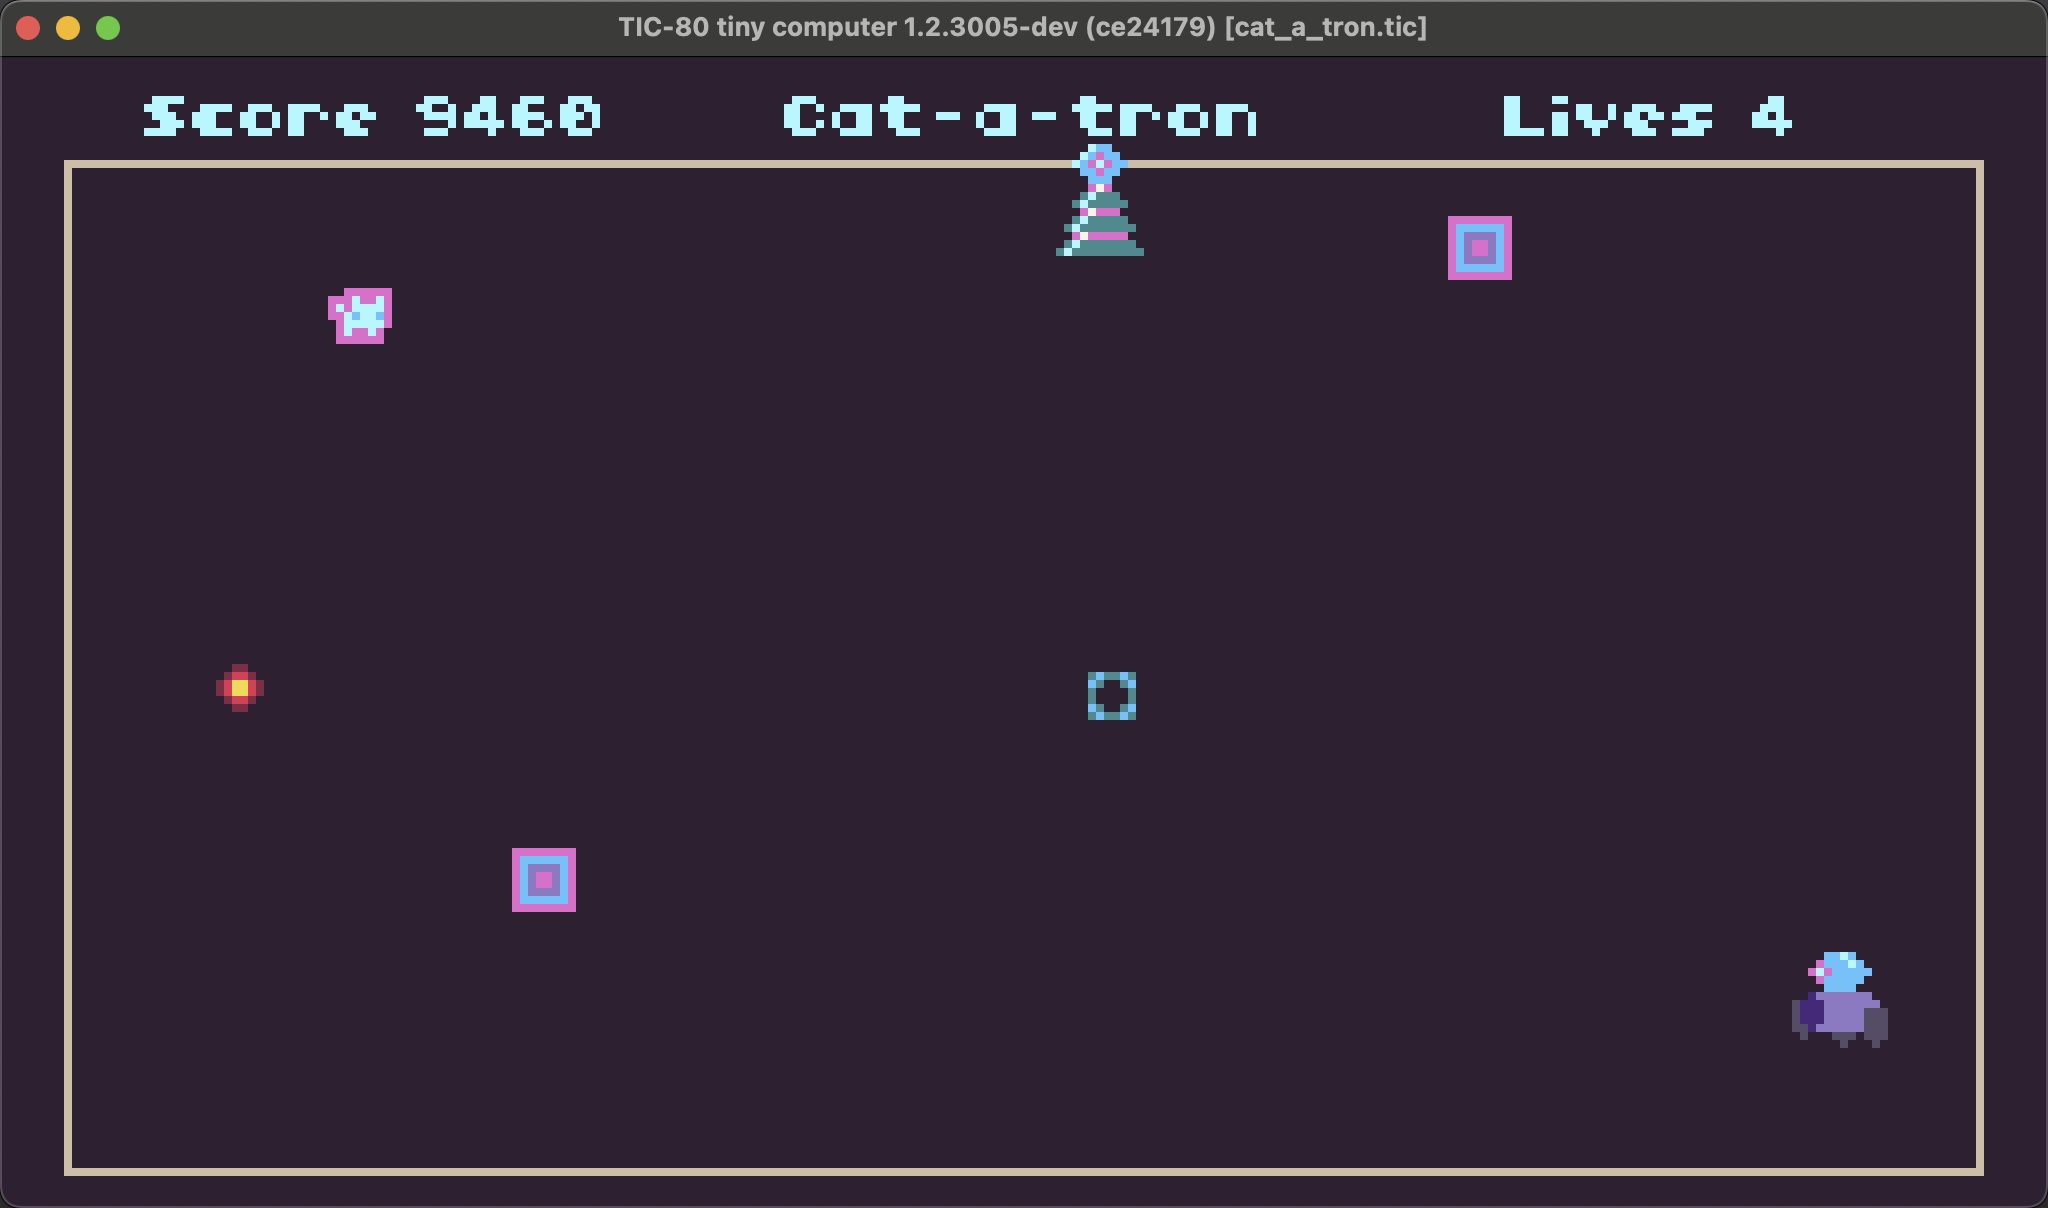 TIC-80 tiny computer 1.2.3005-dev (ce24179) [cat_a_tron.tic]
Score 9460 Cat-a-tron Lives 4